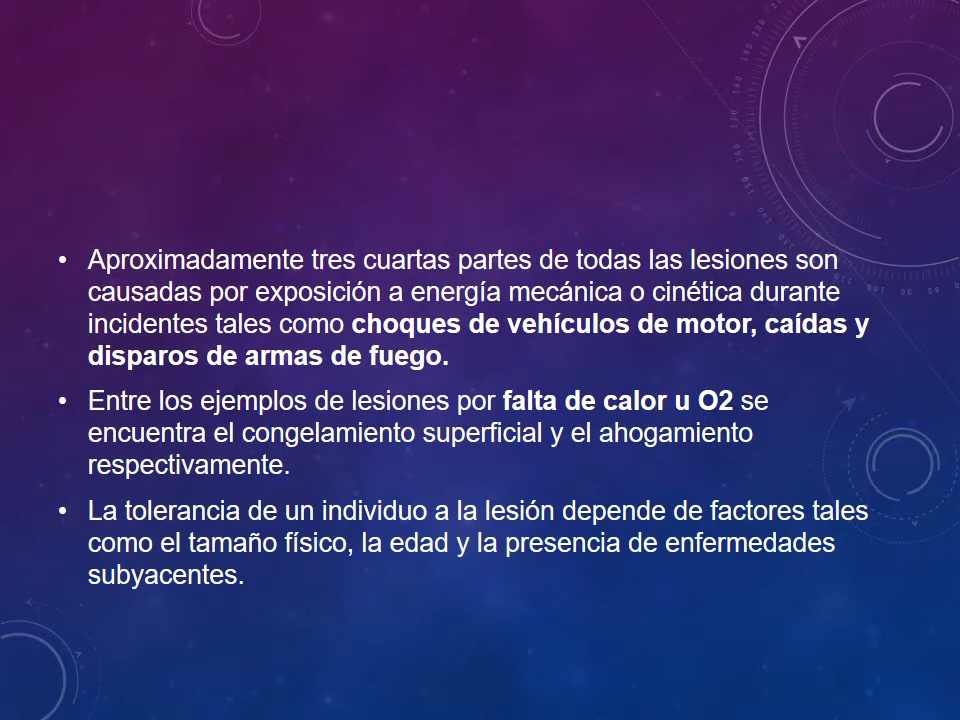 • Aproximadamente tres cuartas partes de todas las lesiones son
causadas por exposición a energía mecánica o cinética durante
incidentes tales como choques de vehículos de motor, caídas y
disparos de armas de fuego.
• Entre los ejemplos de lesiones por falta de calor u O2 se
encuentra el congelamiento superficial y el ahogamiento
respectivamente.
• La tolerancia de un individuo a la lesión depende de factores tales
como el tamaño físico, la edad y la presencia de enfermedades
subyacentes.